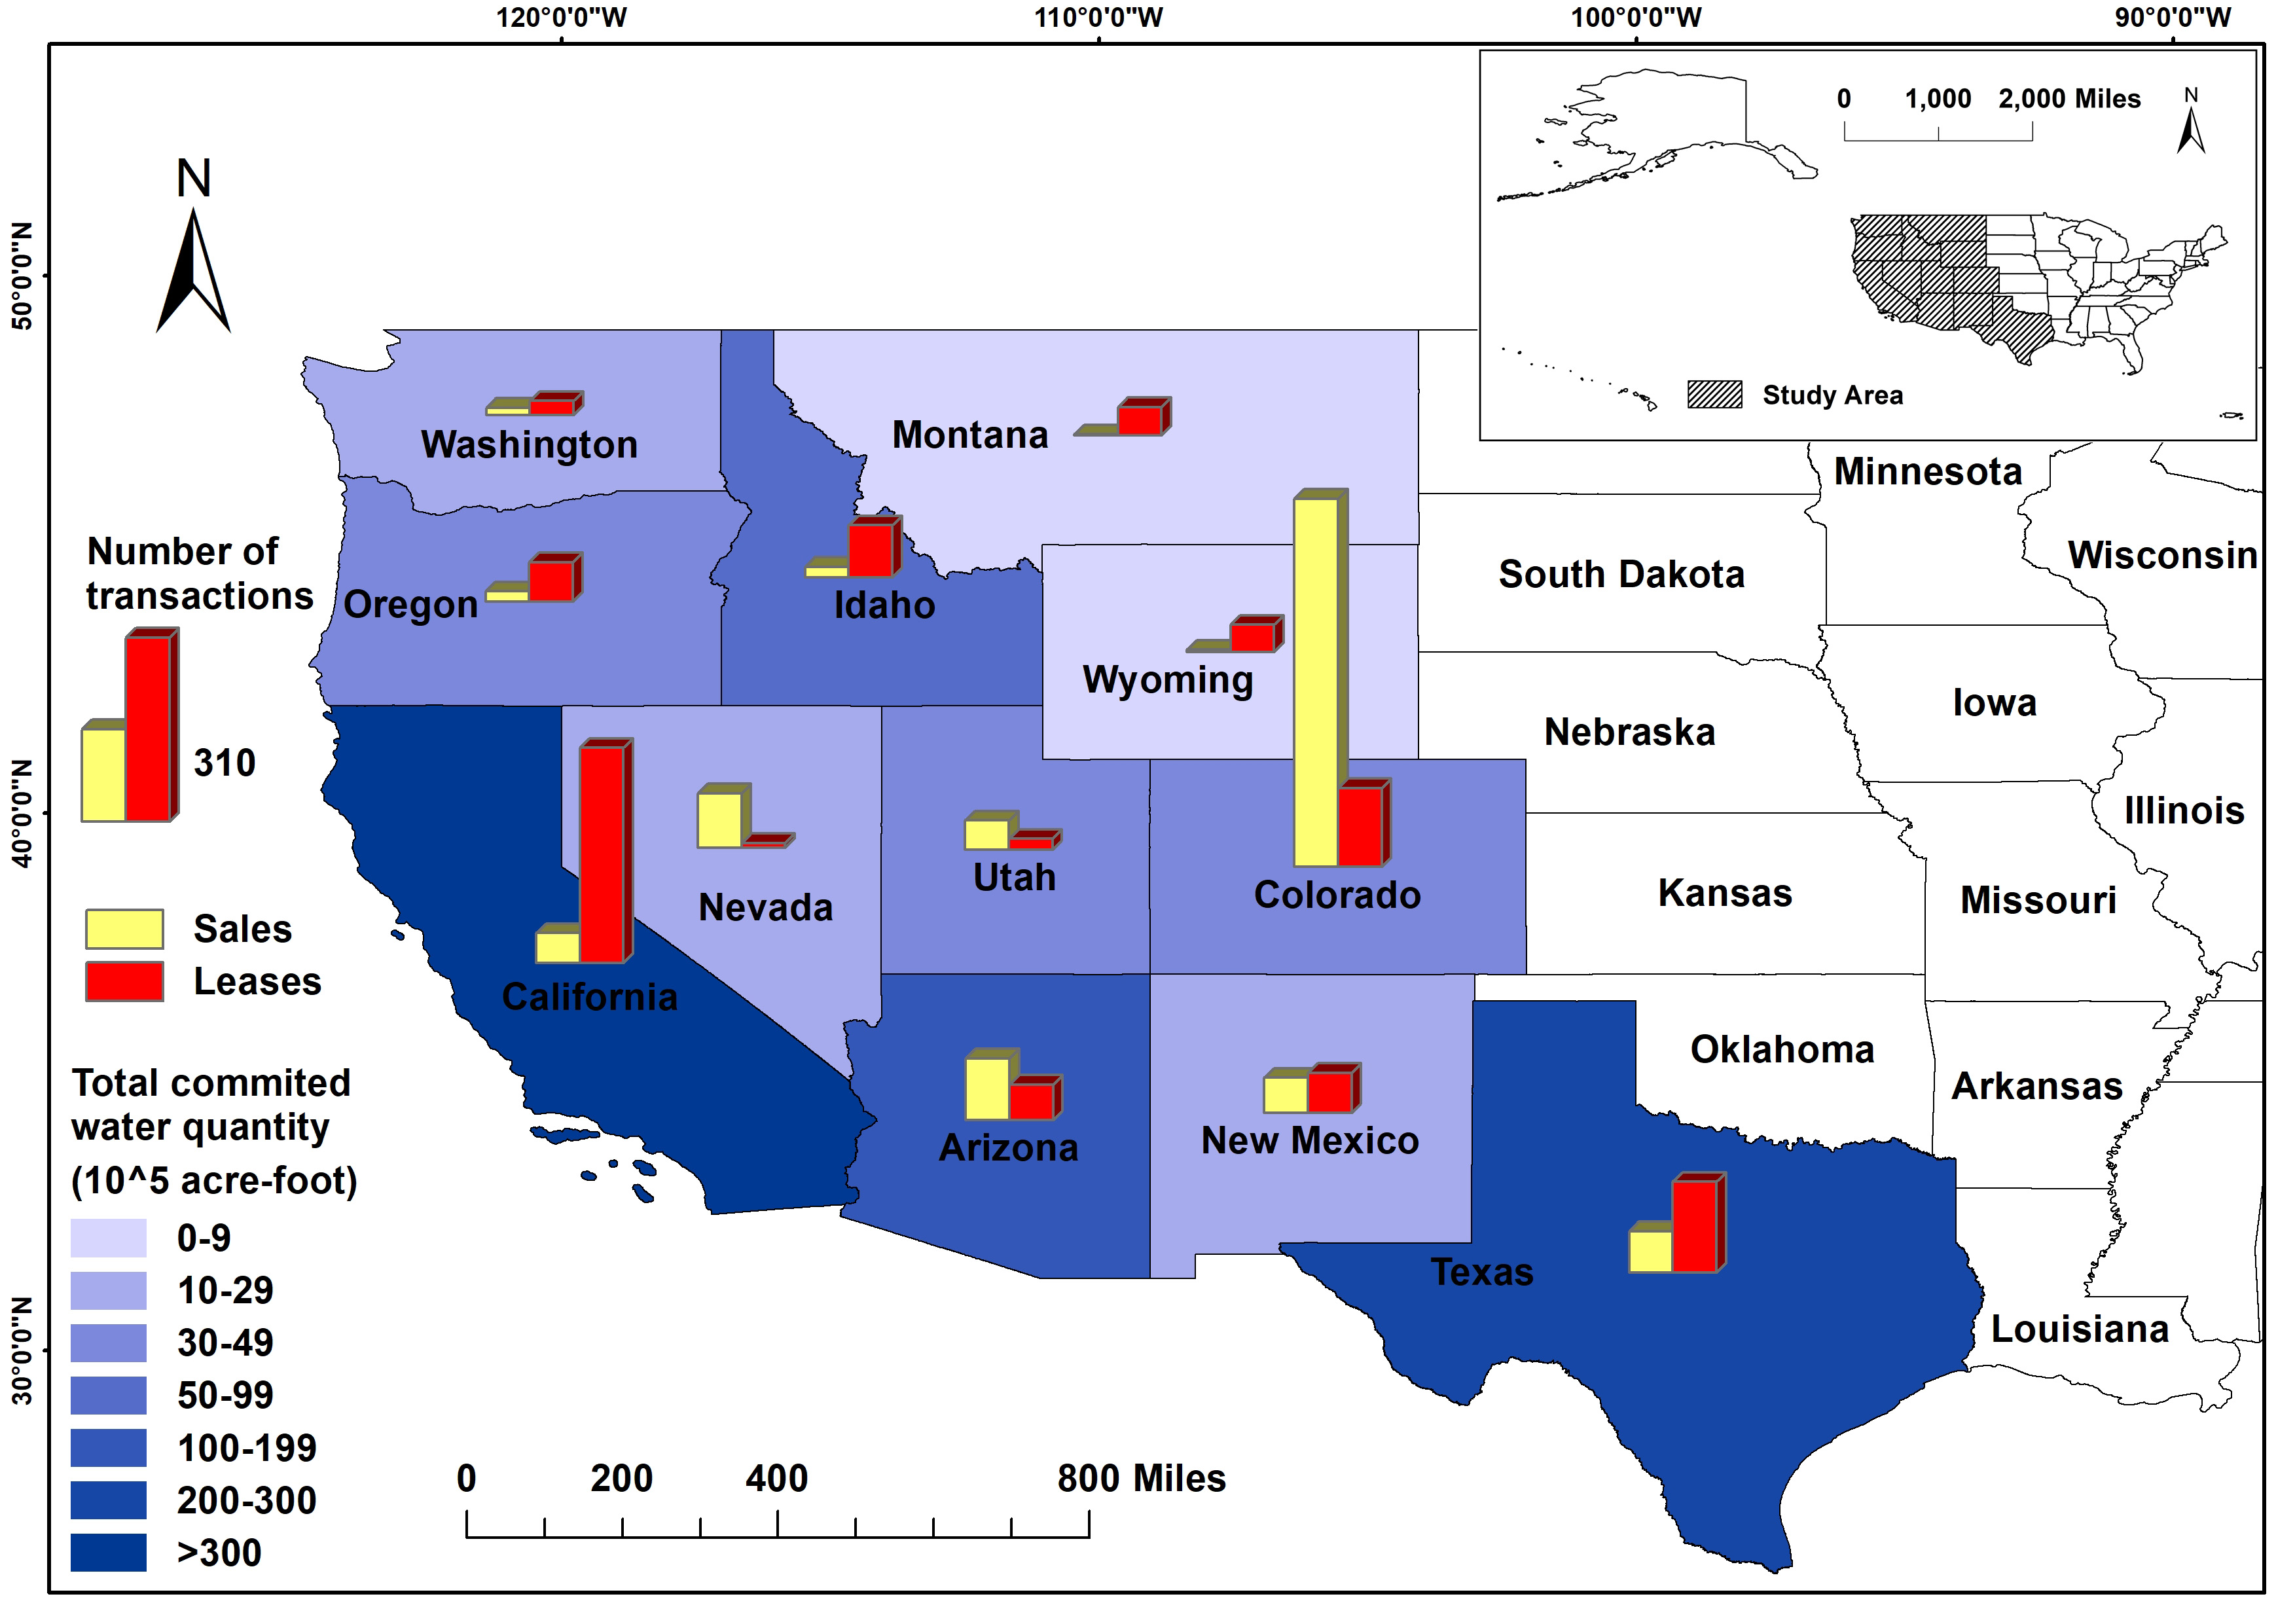 120°0'0"W
110°0'0"W
100°0'0"W
90°0'0"W
50°0'0"N
40°0'0"N
30°0'0"N
N
0 1,000 2,000 Miles
N
Study Area
Washington
Montana
Minnesota
Wisconsin
South Dakota
Oregon
Idaho
Wyoming
Iowa
Nebraska
Illinois
Utah
Colorado
Kansas
Missouri
Nevada
California
Oklahoma
Arkansas
Arizona
New Mexico
Texas
Louisiana
Number of
transactions
310
Sales
Leases
Total commited
water quantity
(10^5 acre-foot)
0-9
10-29
30-49
50-99
100-199
200-300
>300
0 200 400 800 Miles